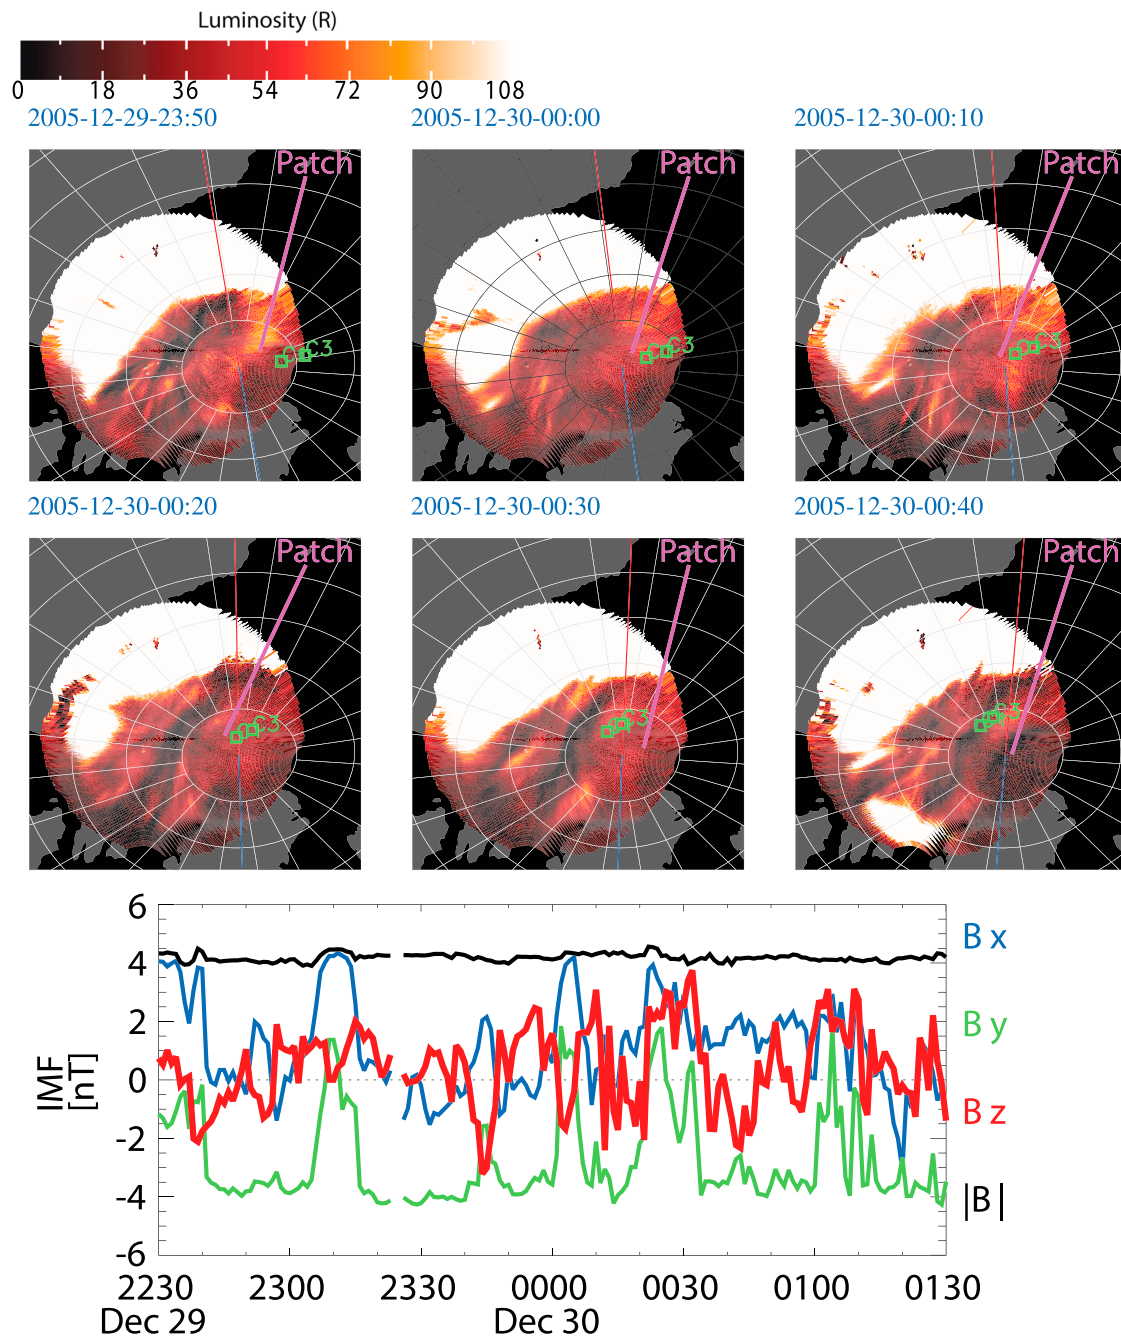 Luminosity (R)
0 18 36 54 72 90 108
2005-12-29-23:50 2005-12-30-00:00 2005-12-30-00:10
Patch Patch Patch
C C3 C C3 C C3
2005-12-30-00:20 2005-12-30-00:30 2005-12-30-00:40
Patch Patch Patch
C3 C3 C3
6
4
2
0
-2
-4
-6
IMF
[nT]
B x
B y
B z
|B|
2230 2300 2330 0000 0030 0100 0130
Dec 29 Dec 30